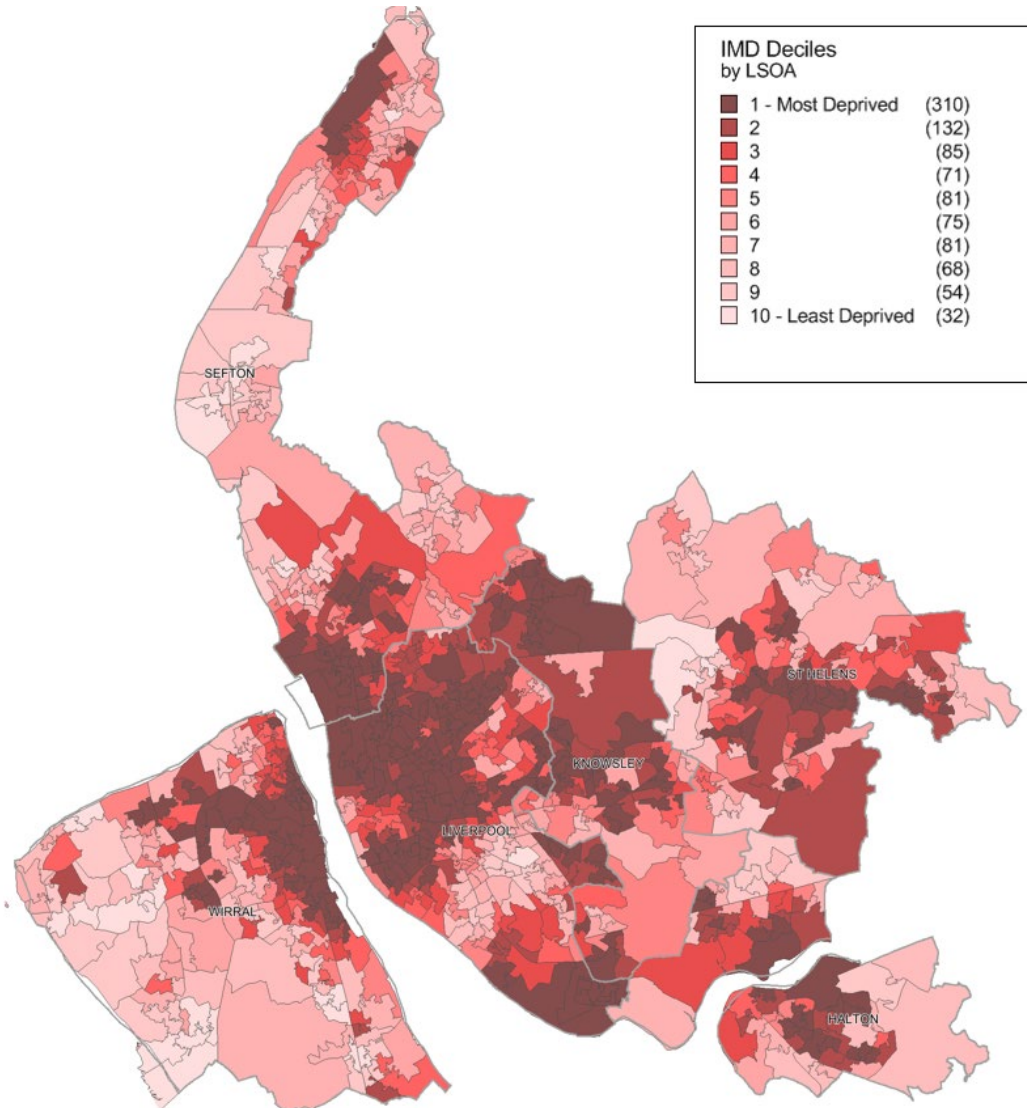 IMD Deciles
by LSOA
1 - Most Deprived (310)
2 (132)
3 (85)
4 (71)
5 (81)
6 (75)
7 (81)
8 (68)
9 (54)
10 - Least Deprived (32)
SEFTON
ST HELENS
KNOWSLEY
LIVERPOOL
WIRRAL
HALTON